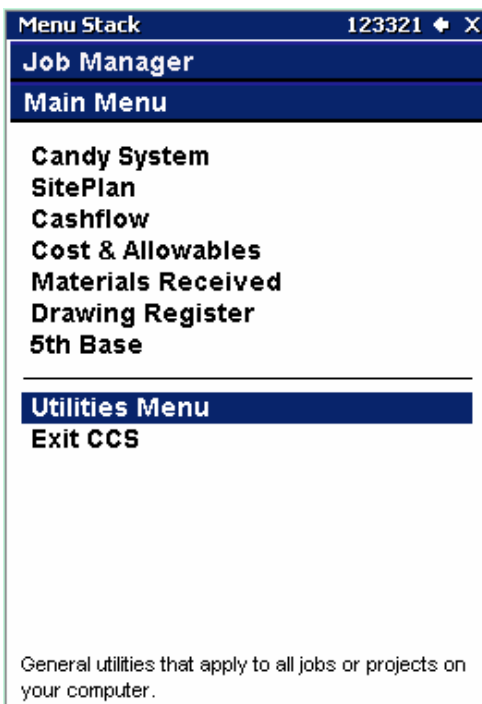 Menu Stack 123321 🡄 X
Job Manager
Main Menu
Candy System
SitePlan
Cashflow
Cost & Allowables
Materials Received
Drawing Register
5th Base
Utilities Menu
Exit CCS
General utilities that apply to all jobs or projects on
your computer.